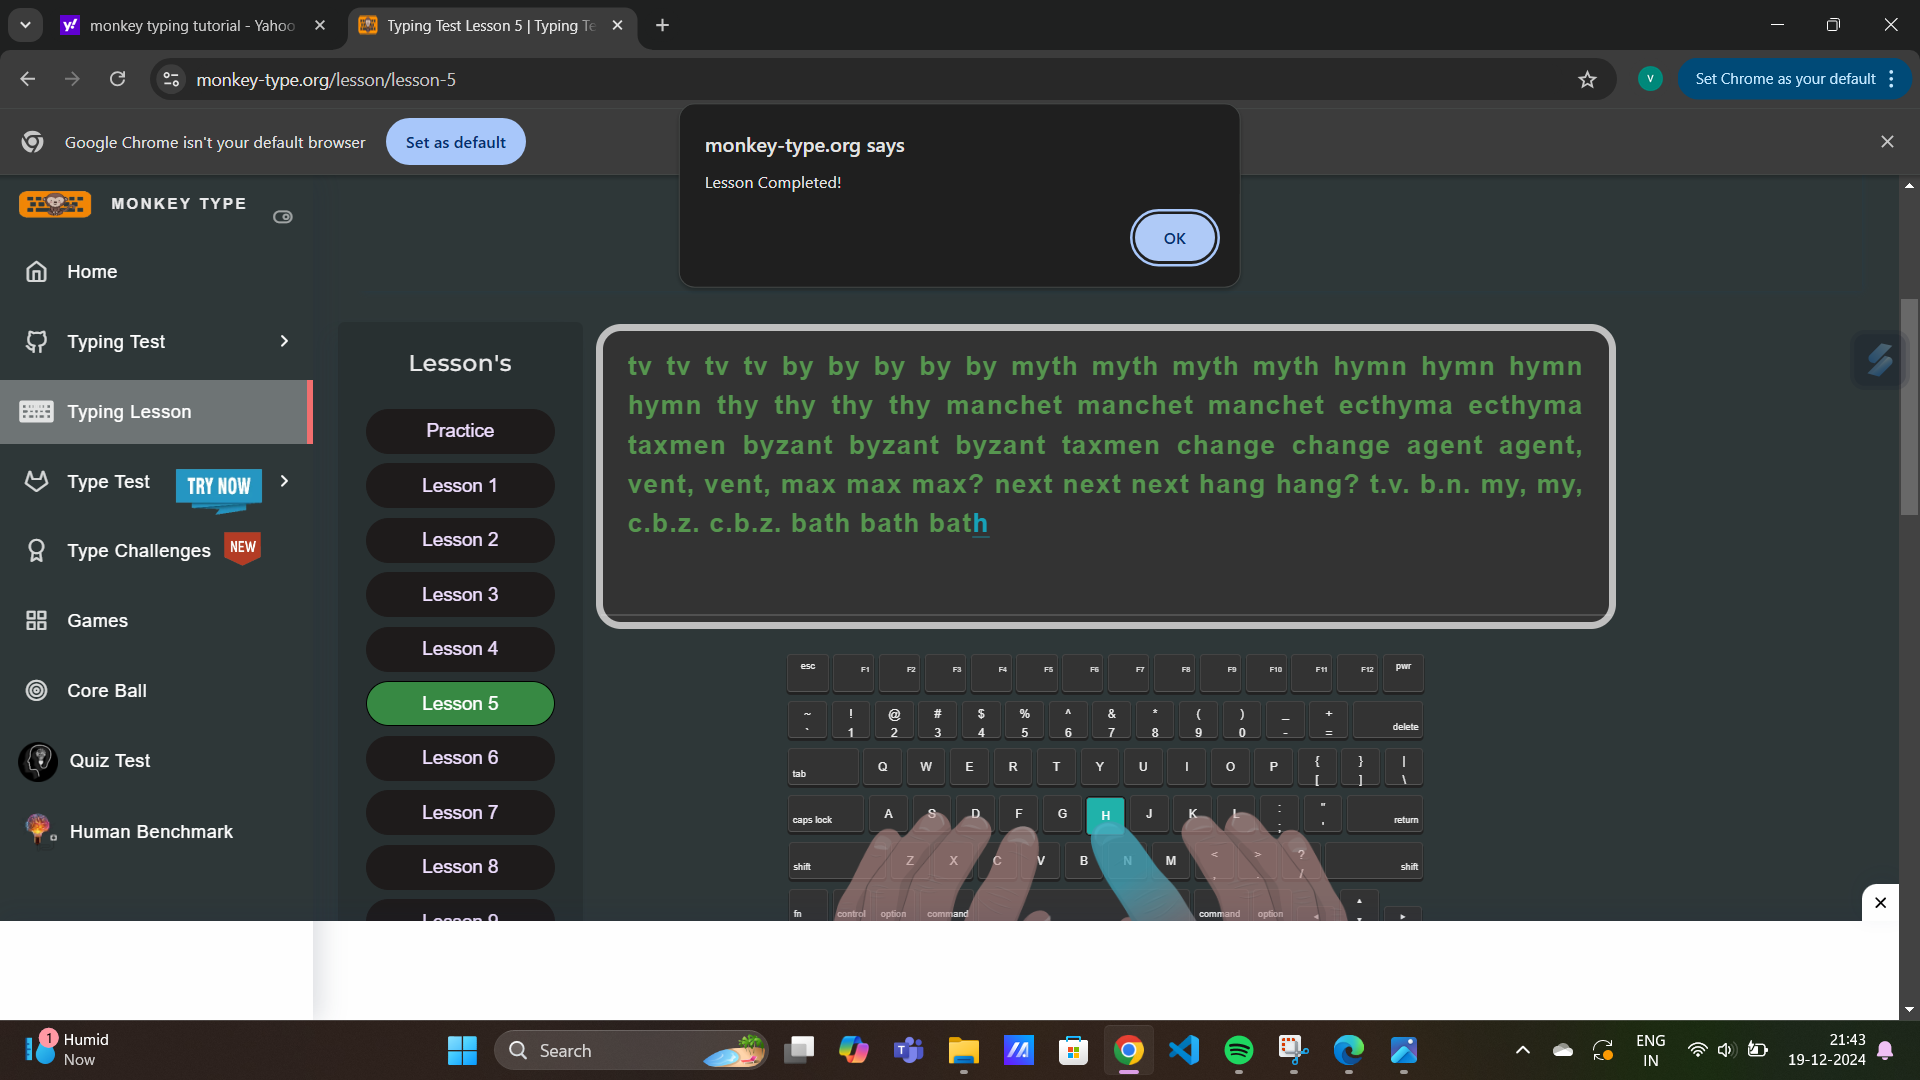 monkey typing tutorial - Yahoo
Typing Test Lesson 5 | Typing Te
monkey-type.org/lesson/lesson-5
V
Set Chrome as your default
Google Chrome isn't your default browser
Set as default
monkey-type.org says
Lesson Completed!
OK
MONKEY TYPE
Home
Typing Test
Typing Lesson
Type Test
TRY NOW
Type Challenges
NEW
Games
Core Ball
Quiz Test
Human Benchmark
Lesson's
Practice
Lesson 1
Lesson 2
Lesson 3
Lesson 4
Lesson 5
Lesson 6
Lesson 7
Lesson 8
Lesson 9
tv tv tv tv by by by by by myth myth myth myth hymn hymn hymn
hymn thy thy thy thy manchet manchet manchet ecthyma ecthyma
taxmen byzant byzant byzant taxmen change change agent agent,
vent, vent, max max max? next next next hang hang? t.v. b.n. my, my,
c.b.z. c.b.z. bath bath bath
esc F1 F2 F3 F4 F5 F6 F7 F8 F9 F10 F11 F12 pwr
~ ! @ # $ % ^ & * ( ) _ +
` 1 2 3 4 5 6 7 8 9 0 - = delete
tab Q W E R T Y U I O P { } |
[ ] \
caps lock A S D F G H J K L : "
; ' return
shift Z X C V B N M < > ?
, . / shift
fn control option command command option
1
Humid
Now
Search
ENG
IN
21:43
19-12-2024